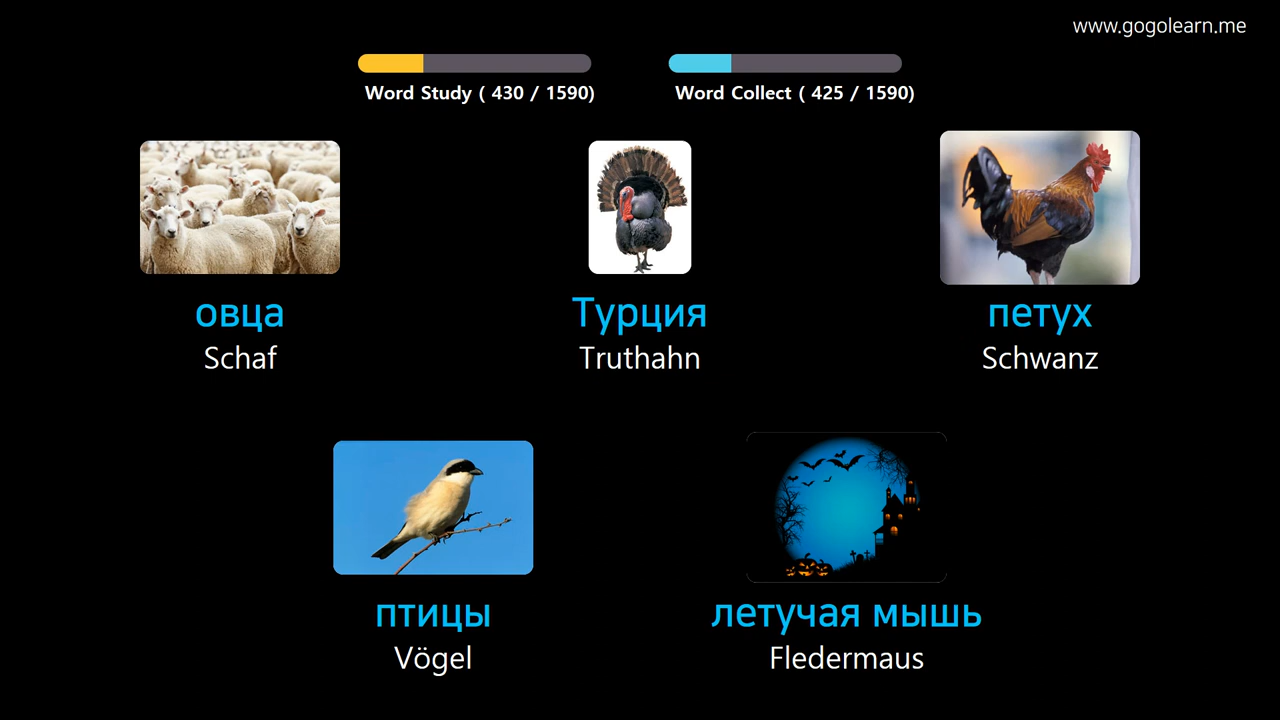 www.gogolearn.me
Word Study ( 430 / 1590)
Word Collect ( 425 / 1590)
овца
Schaf
Турция
Truthahn
петух
Schwanz
птицы
Vögel
летучая мышь
Fledermaus